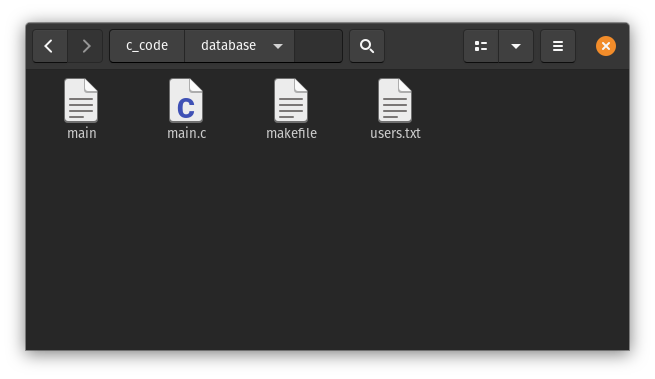 c_code database
main main.c makefile users.txt